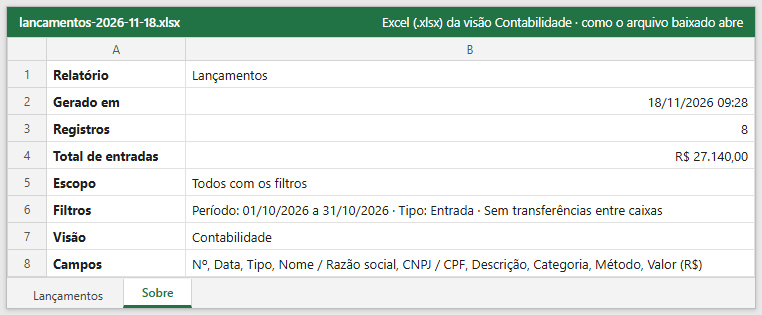 lancamentos-2026-11-18.xlsx Excel (.xlsx) da visão Contabilidade · como o arquivo baixado abre
A B
1 Relatório Lançamentos
2 Gerado em 18/11/2026 09:28
3 Registros 8
4 Total de entradas R$ 27.140,00
5 Escopo Todos com os filtros
6 Filtros Período: 01/10/2026 a 31/10/2026 · Tipo: Entrada · Sem transferências entre caixas
7 Visão Contabilidade
8 Campos Nº, Data, Tipo, Nome / Razão social, CNPJ / CPF, Descrição, Categoria, Método, Valor (R$)
Lançamentos Sobre